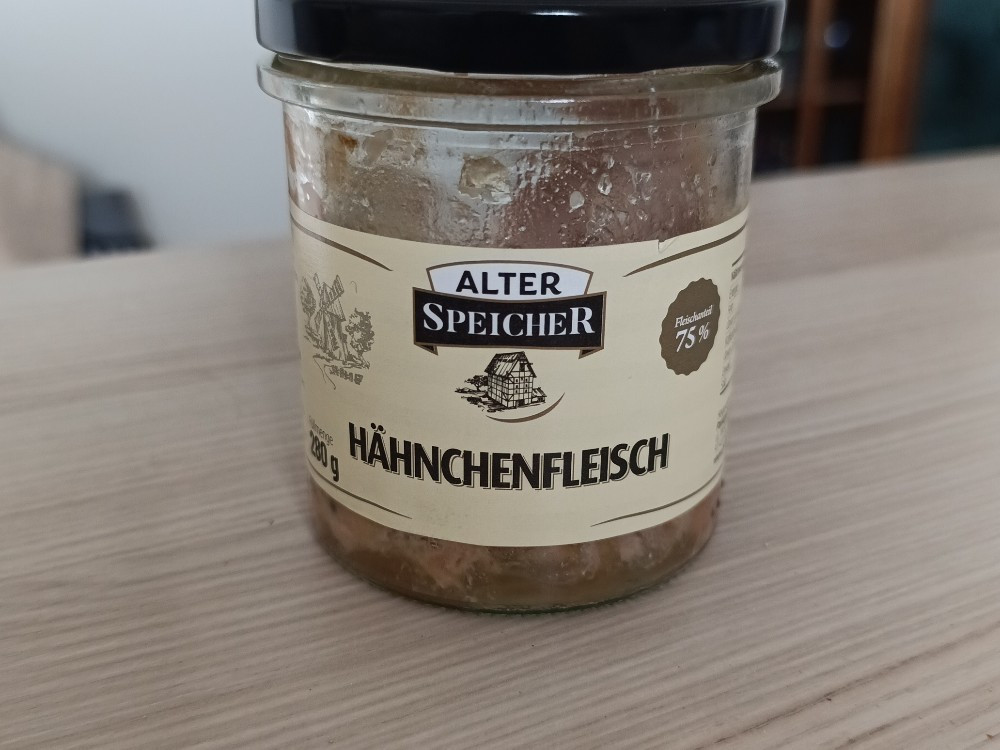 ALTER
SPEICHER
Fleischanteil
75 %
280 g
HÄHNCHENFLEISCH